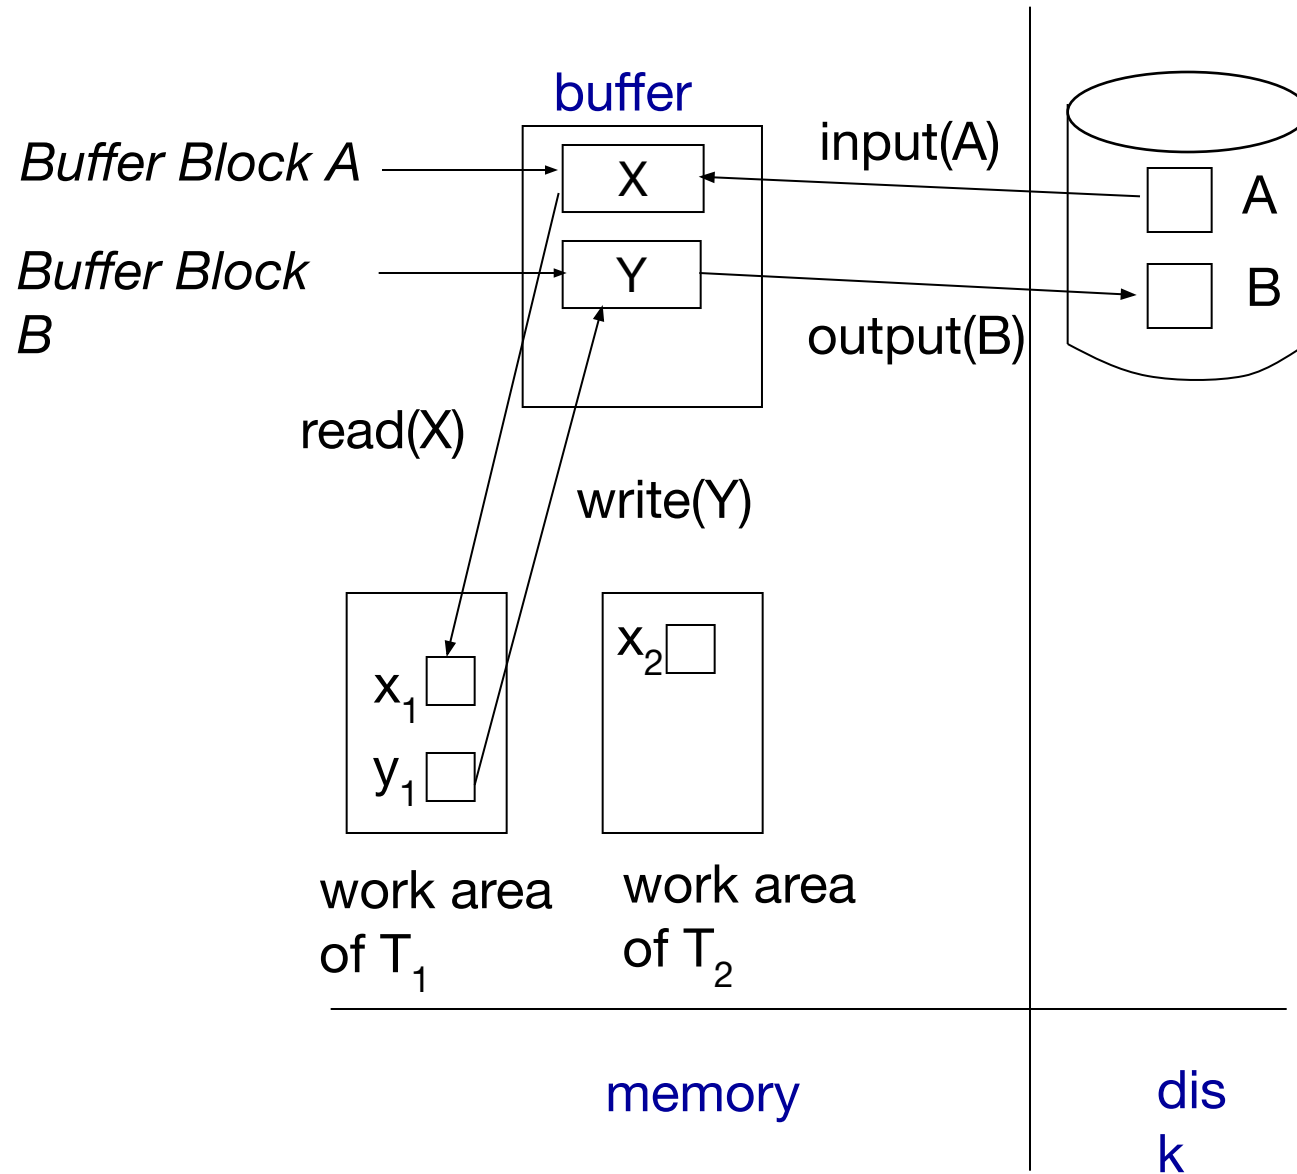 buffer
Buffer Block A
X
input(A)
A
Buffer Block
B
Y
B
output(B)
read(X)
write(Y)
x2
x1
y1
work area
of T1
work area
of T2
memory
dis
k